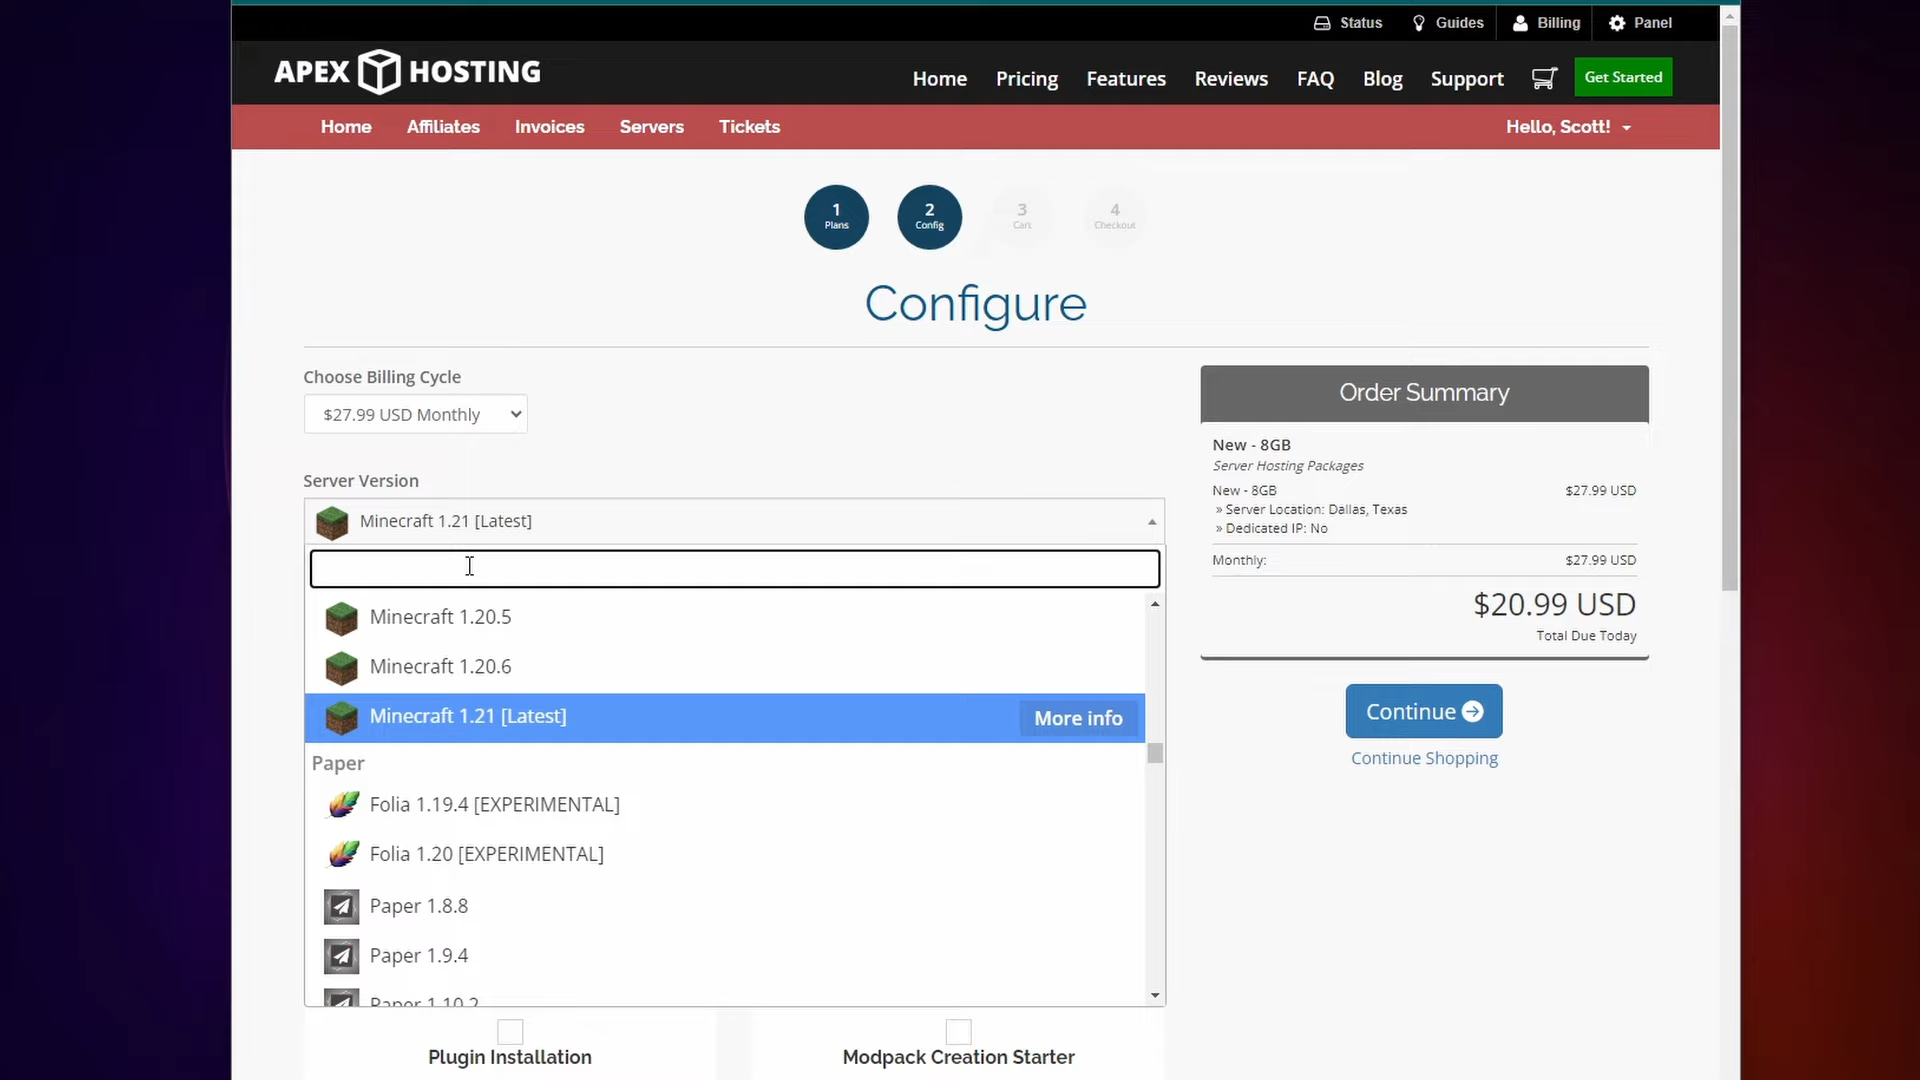 Status Guides Billing Panel
APEX HOSTING
Home Pricing Features Reviews FAQ Blog Support Get Started
Home Affiliates Invoices Servers Tickets Hello, Scott!
1 2 3 4
Plans Config Cart Checkout
Configure
Choose Billing Cycle
$27.99 USD Monthly
Server Version
Minecraft 1.21 [Latest]
Minecraft 1.20.5
Minecraft 1.20.6
Minecraft 1.21 [Latest] More info
Paper
Folia 1.19.4 [EXPERIMENTAL]
Folia 1.20 [EXPERIMENTAL]
Paper 1.8.8
Paper 1.9.4
Paper 1.10.2
Plugin Installation
Modpack Creation Starter
Order Summary
New - 8GB
Server Hosting Packages
New - 8GB $27.99 USD
» Server Location: Dallas, Texas
» Dedicated IP: No
Monthly: $27.99 USD
$20.99 USD
Total Due Today
Continue
Continue Shopping